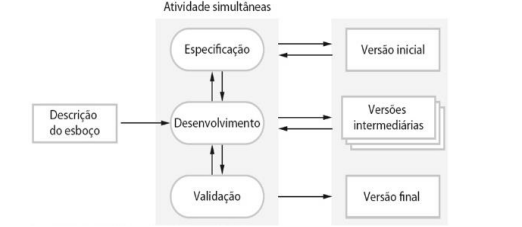 Atividade simultâneas
Especificação
Versão inicial
Descrição
do esboço
Desenvolvimento
Versões
intermediárias
Validação
Versão final